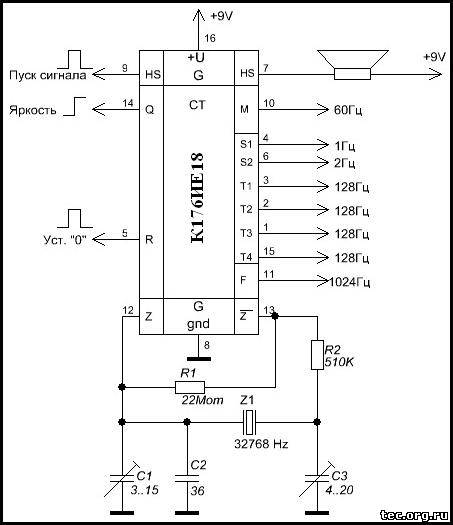 +9V
16
+U
Пуск сигнала 9 HS G HS 7 +9V
Яркость 14 Q CT M 10 60Гц
S1 4 1Гц
S2 6 2Гц
T1 3 128Гц
К176ИЕ18
T2 2 128Гц
Уст. "0" 5 R T3 1 128Гц
T4 15 128Гц
F 11 1024Гц
12 Z G Z 13
gnd
8
R2
510K
R1
22Mom
Z1
32768 Hz
C1
3..15
C2
36
C3
4..20
tec.org.ru